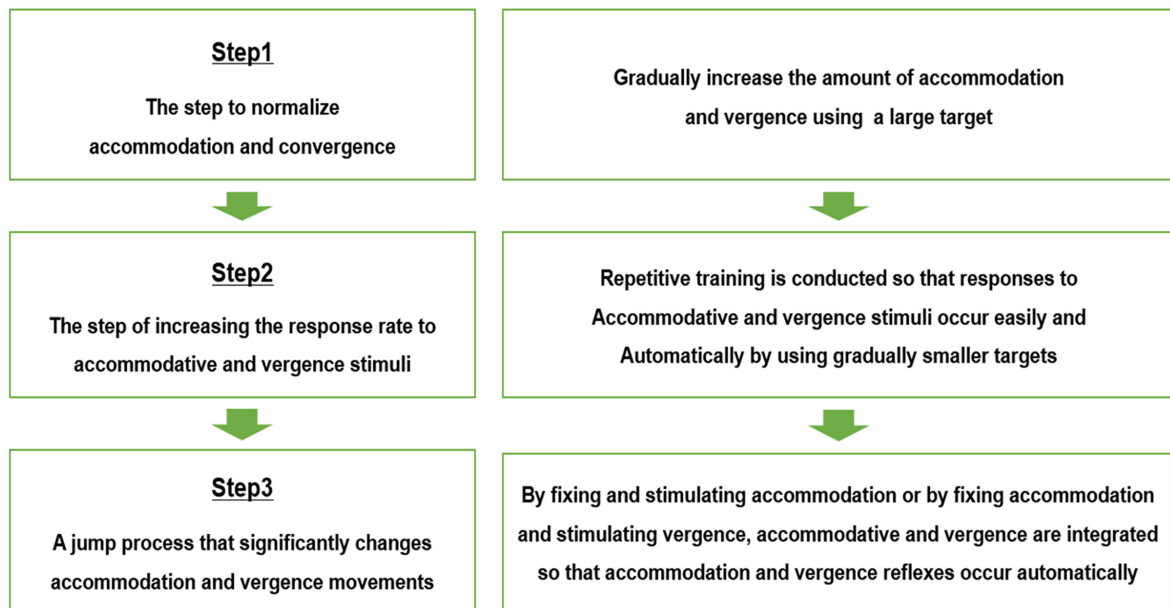 Step1
The step to normalize
accommodation and convergence
Gradually increase the amount of accommodation
and vergence using a large target
Step2
The step of increasing the response rate to
accommodative and vergence stimuli
Repetitive training is conducted so that responses to
Accommodative and vergence stimuli occur easily and
Automatically by using gradually smaller targets
Step3
A jump process that significantly changes
accommodation and vergence movements
By fixing and stimulating accommodation or by fixing accommodation
and stimulating vergence, accommodative and vergence are integrated
so that accommodation and vergence reflexes occur automatically